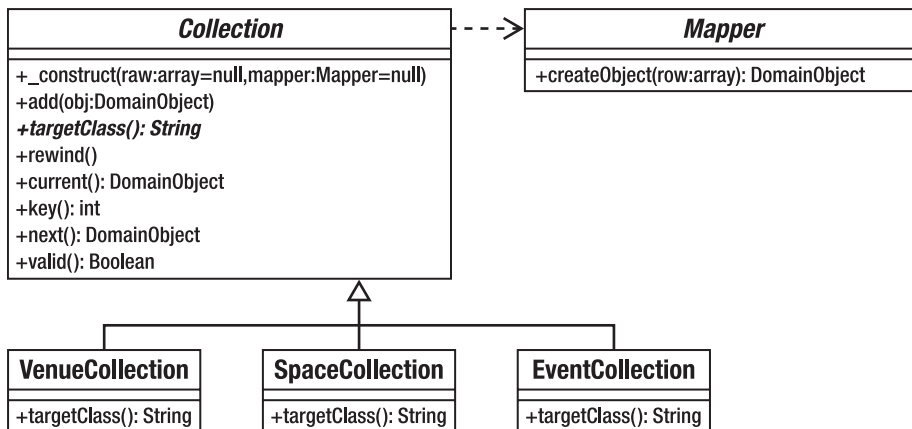 Collection
Mapper
+_construct(raw:array=null,mapper:Mapper=null)
+add(obj:DomainObject)
+targetClass(): String
+rewind()
+current(): DomainObject
+key(): int
+next(): DomainObject
+valid(): Boolean
+createObject(row:array): DomainObject
VenueCollection
+targetClass(): String
SpaceCollection
+targetClass(): String
EventCollection
+targetClass(): String